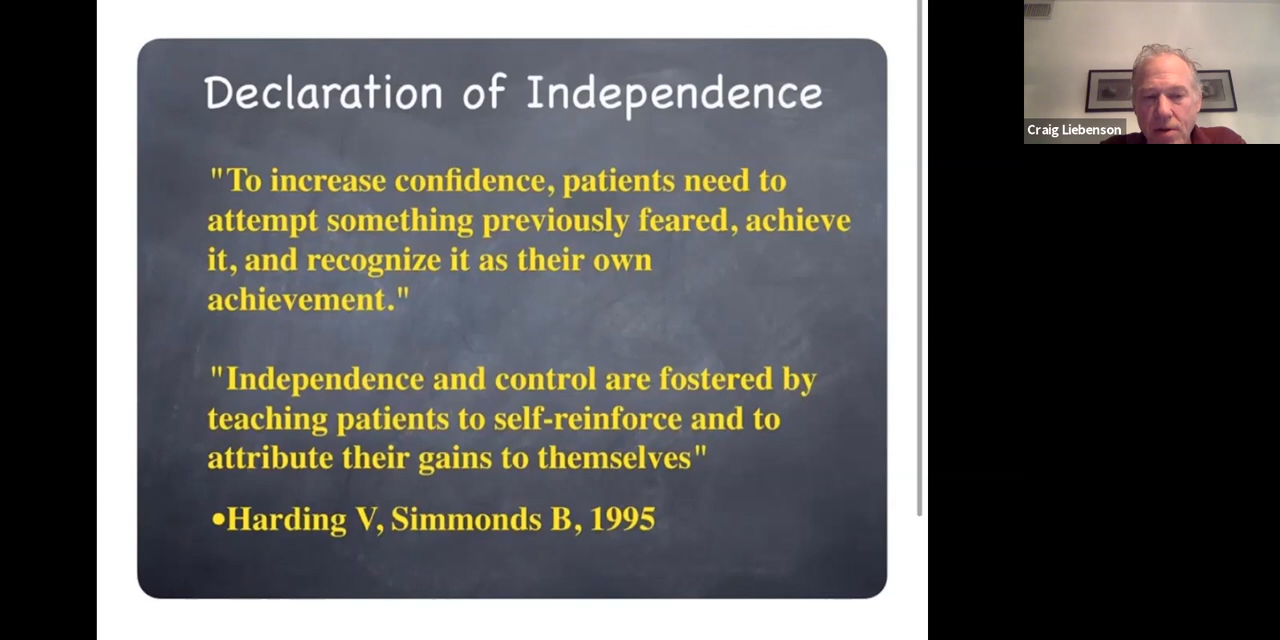 Declaration of Independence
"To increase confidence, patients need to
attempt something previously feared, achieve
it, and recognize it as their own
achievement."
"Independence and control are fostered by
teaching patients to self-reinforce and to
attribute their gains to themselves"
•Harding V, Simmonds B, 1995
Craig Liebenson